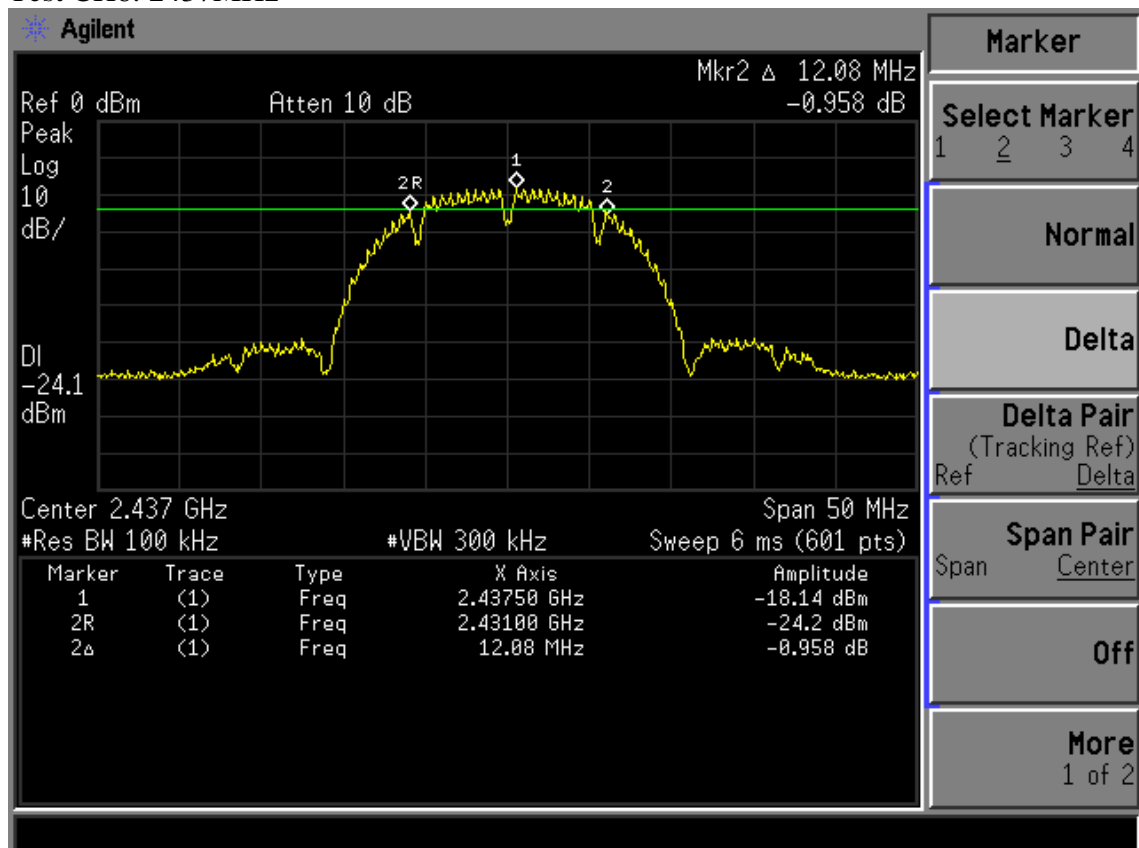 Agilent
Marker
Mkr2 Δ 12.08 MHz
Ref 0 dBm Atten 10 dB -0.958 dB
Peak
Log
10
dB/
2R
1
2
DI
-24.1
dBm
Center 2.437 GHz Span 50 MHz
#Res BW 100 kHz #VBW 300 kHz Sweep 6 ms (601 pts)
Marker Trace Type X Axis Amplitude
1 (1) Freq 2.43750 GHz -18.14 dBm
2R (1) Freq 2.43100 GHz -24.2 dBm
2Δ (1) Freq 12.08 MHz -0.958 dB
Select Marker
1 2 3 4
Normal
Delta
Delta Pair
(Tracking Ref)
Ref Delta
Span Pair
Span Center
Off
More
1 of 2